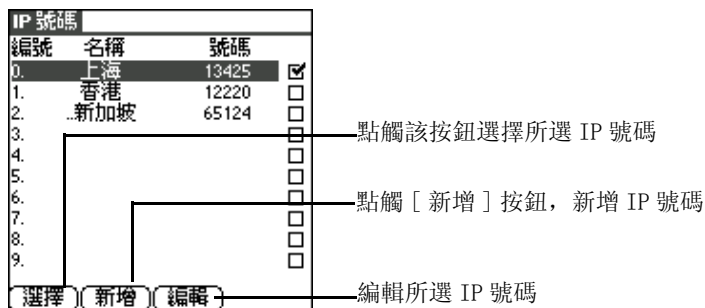 IP 號碼
編號 名稱 號碼
0. 上海 13425
1. 香港 12220
2. ..新加坡 65124
3.
4.
5.
6.
7.
8.
9.
選擇 新增 編輯
點觸該按鈕選擇所選 IP 號碼
點觸 [ 新增 ] 按鈕，新增 IP 號碼
編輯所選 IP 號碼